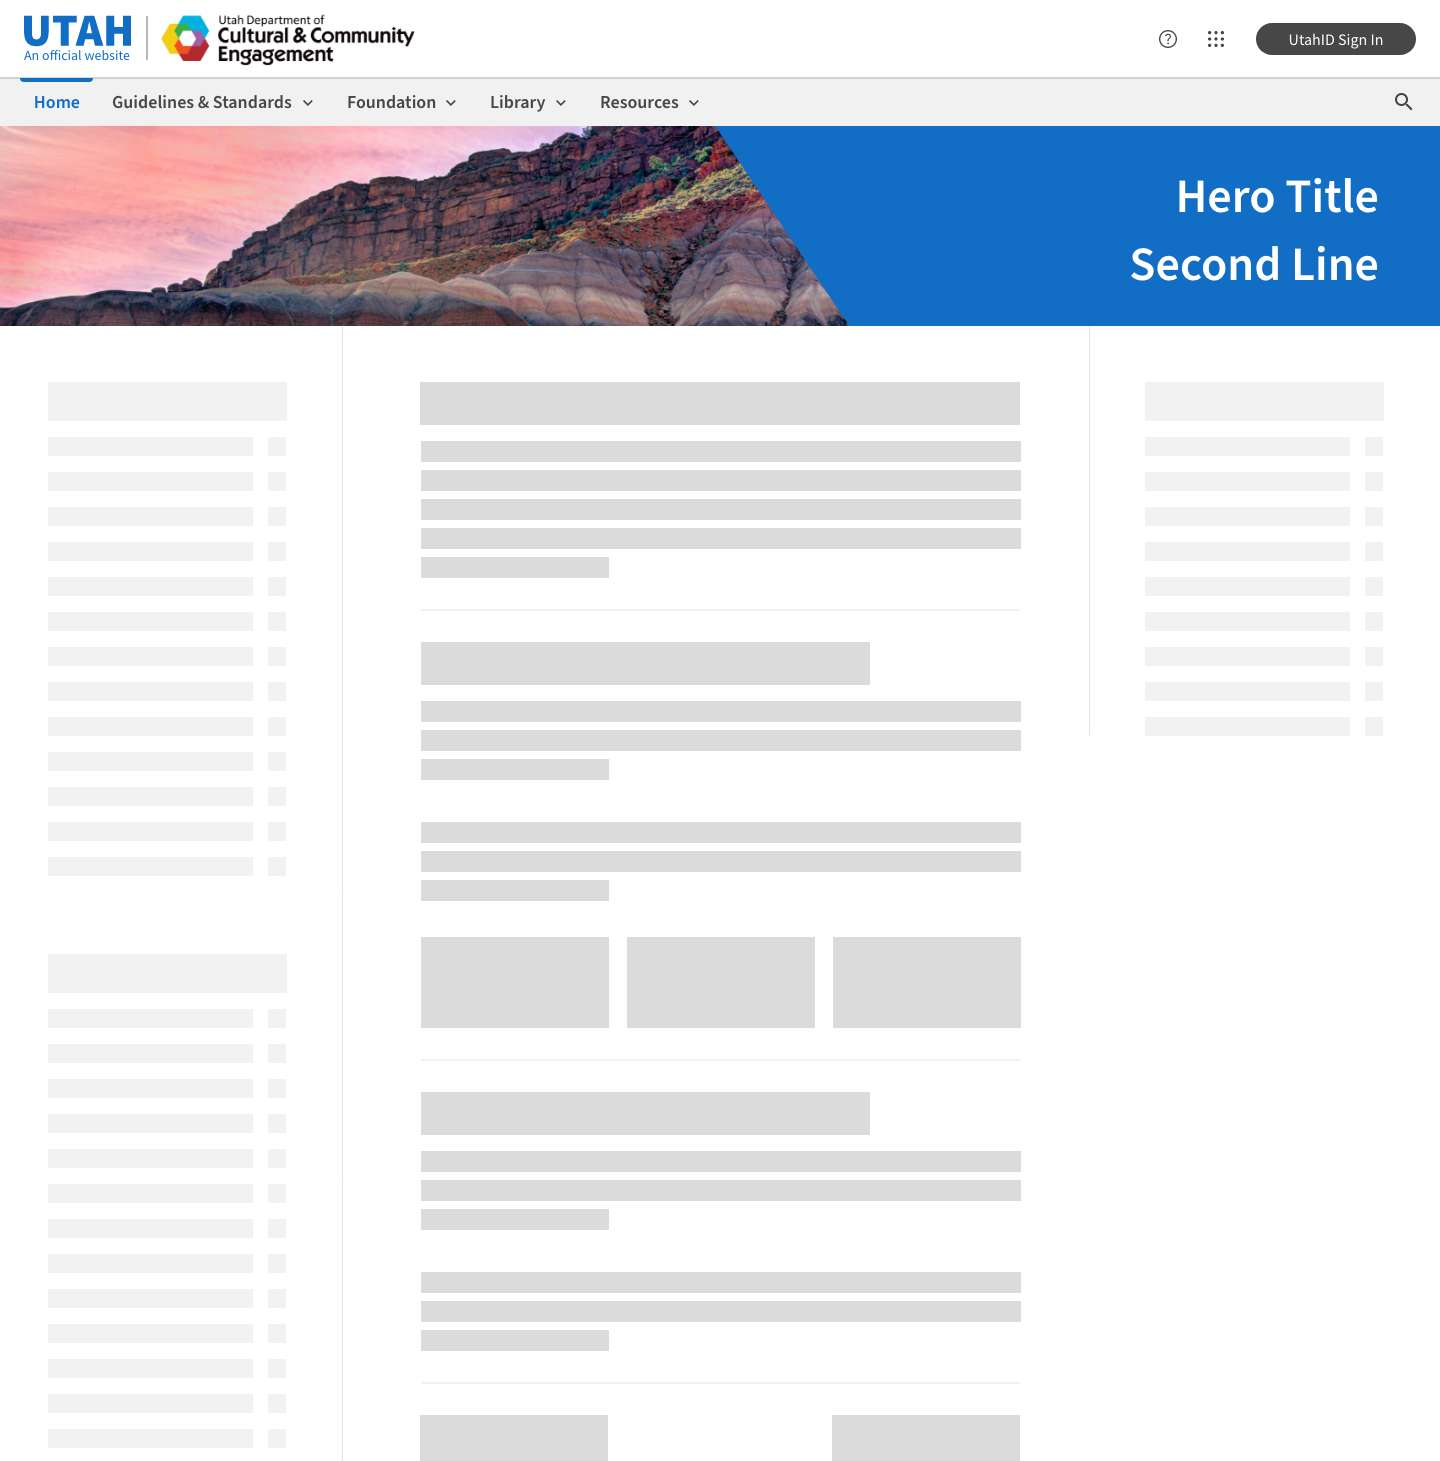 UTAH
An official website
Utah Department of
Cultural & Community
Engagement
UtahID Sign In
Home
Guidelines & Standards
Foundation
Library
Resources
Hero Title
Second Line